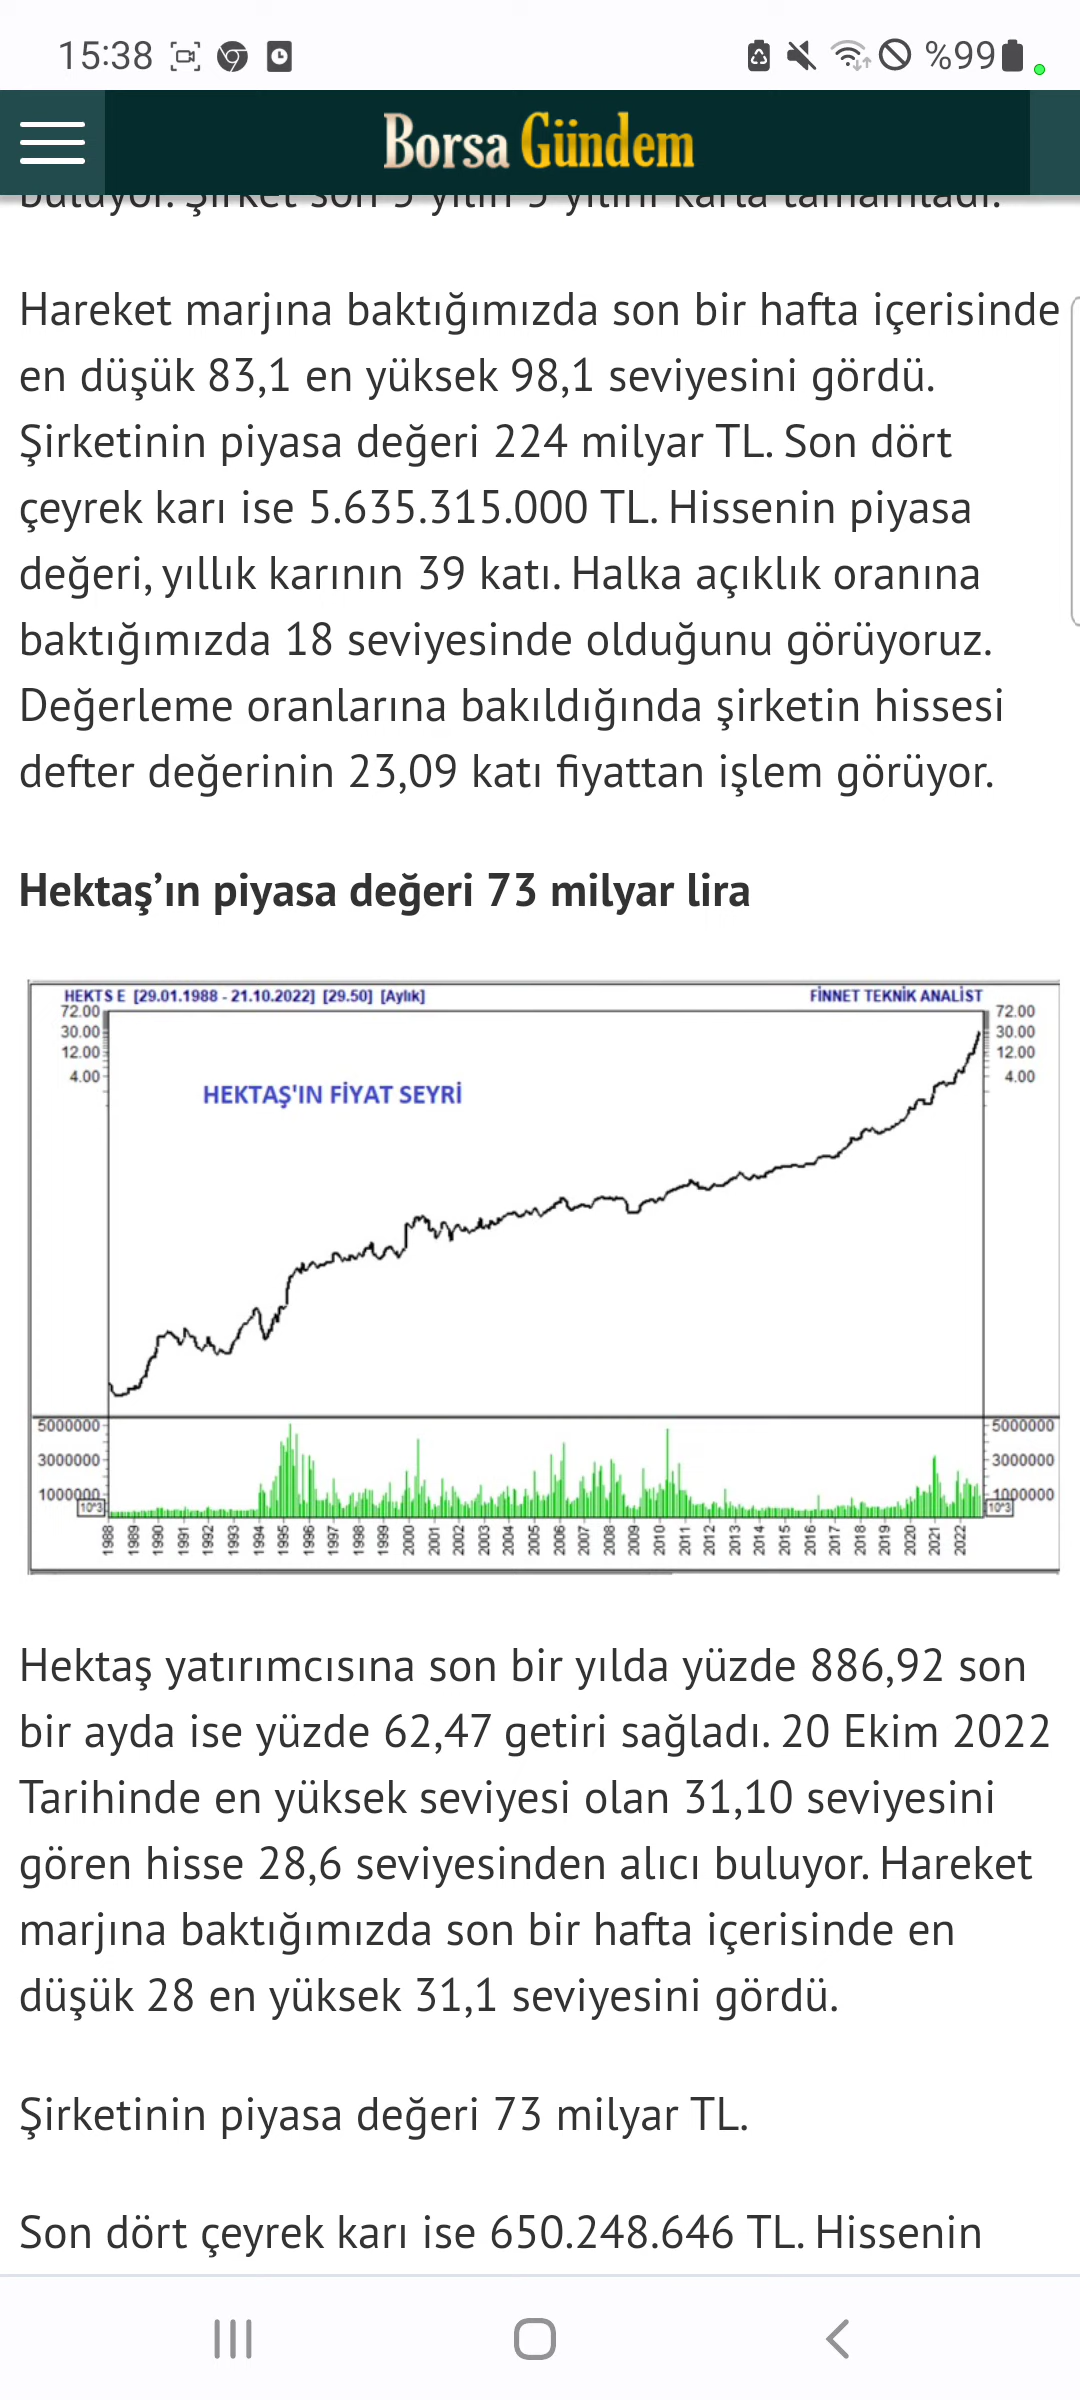 15:38
%99
Borsa Gündem
buluyor. Şirket son 5 yılın 5 yılını karla tamamladı.
Hareket marjına baktığımızda son bir hafta içerisinde
en düşük 83,1 en yüksek 98,1 seviyesini gördü.
Şirketinin piyasa değeri 224 milyar TL. Son dört
çeyrek karı ise 5.635.315.000 TL. Hissenin piyasa
değeri, yıllık karının 39 katı. Halka açıklık oranına
baktığımızda 18 seviyesinde olduğunu görüyoruz.
Değerleme oranlarına bakıldığında şirketin hissesi
defter değerinin 23,09 katı fiyattan işlem görüyor.
Hektaş’ın piyasa değeri 73 milyar lira
HEKTS E [29.01.1988 - 21.10.2022] [29.50] [Aylık]
FİNNET TEKNİK ANALİST
72.00 72.00
30.00 30.00
12.00 12.00
4.00 4.00
HEKTAŞ'IN FİYAT SEYRİ
5000000 5000000
3000000 3000000
1000000 1000000
10^3 10^3
1988 1989 1990 1991 1992 1993 1994 1995 1996 1997 1998 1999 2000 2001 2002 2003 2004 2005 2006 2007 2008 2009 2010 2011 2012 2013 2014 2015 2016 2017 2018 2019 2020 2021 2022
Hektaş yatırımcısına son bir yılda yüzde 886,92 son
bir ayda ise yüzde 62,47 getiri sağladı. 20 Ekim 2022
Tarihinde en yüksek seviyesi olan 31,10 seviyesini
gören hisse 28,6 seviyesinden alıcı buluyor. Hareket
marjına baktığımızda son bir hafta içerisinde en
düşük 28 en yüksek 31,1 seviyesini gördü.
Şirketinin piyasa değeri 73 milyar TL.
Son dört çeyrek karı ise 650.248.646 TL. Hissenin